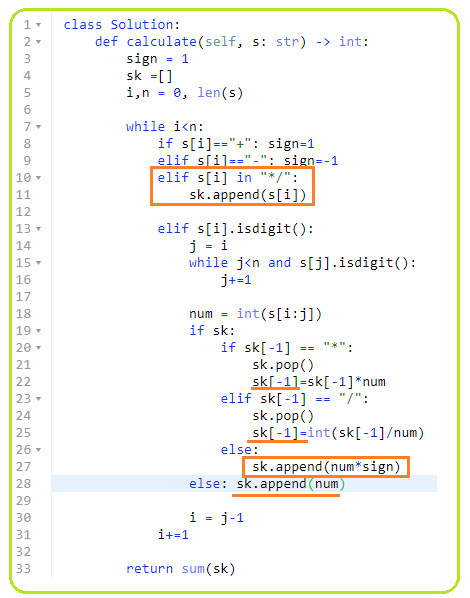 1 class Solution:
2     def calculate(self, s: str) -> int:
3         sign = 1
4         sk =[]
5         i,n = 0, len(s)
6
7         while i<n:
8             if s[i]=="+": sign=1
9             elif s[i]=="-": sign=-1
10             elif s[i] in "*/":
11                 sk.append(s[i])
12
13             elif s[i].isdigit():
14                 j = i
15                 while j<n and s[j].isdigit():
16                     j+=1
17
18                 num = int(s[i:j])
19                 if sk:
20                     if sk[-1] == "*":
21                         sk.pop()
22                         sk[-1]=sk[-1]*num
23                     elif sk[-1] == "/":
24                         sk.pop()
25                         sk[-1]=int(sk[-1]/num)
26                     else:
27                         sk.append(num*sign)
28                 else: sk.append(num)
29
30                 i = j-1
31             i+=1
32
33         return sum(sk)